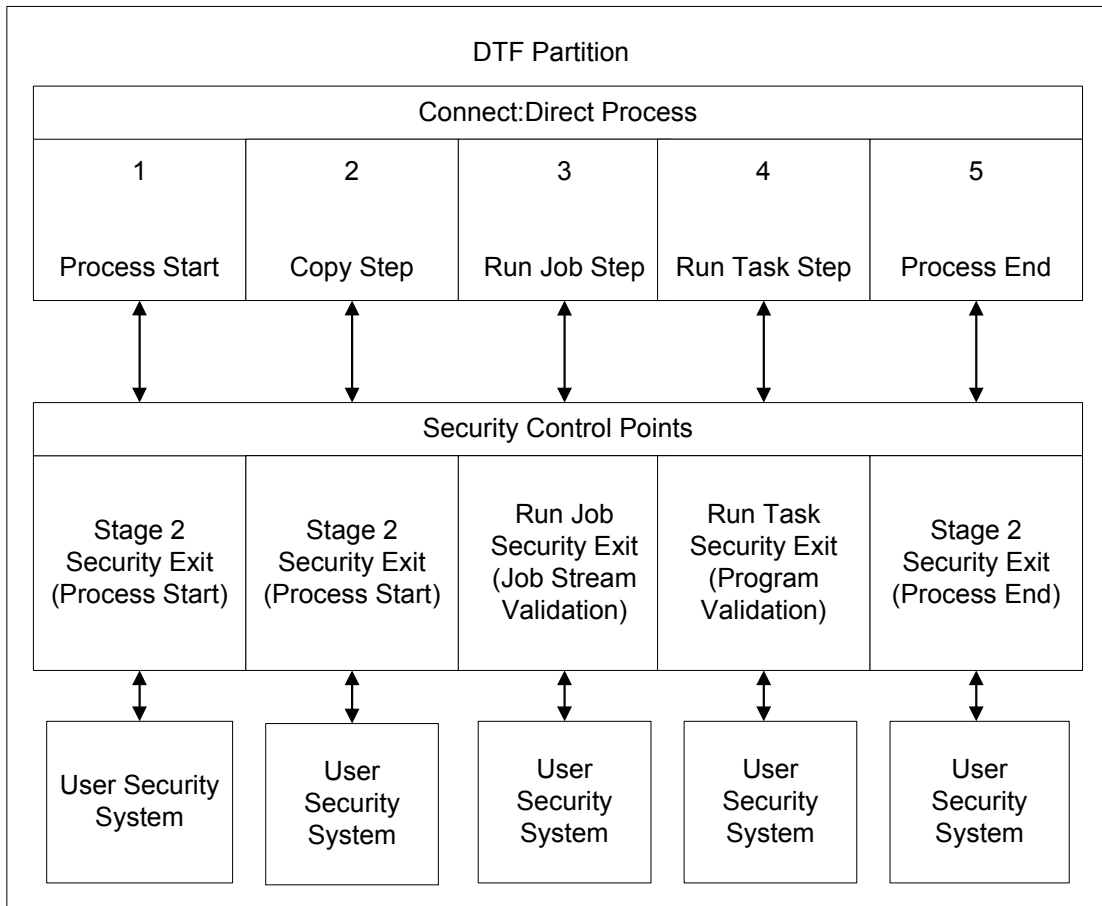 DTF Partition
Connect:Direct Process
1
2
3
4
5
Process Start
Copy Step
Run Job Step
Run Task Step
Process End
Security Control Points
Stage 2
Security Exit
(Process Start)
Stage 2
Security Exit
(Process Start)
Run Job
Security Exit
(Job Stream
Validation)
Run Task
Security Exit
(Program
Validation)
Stage 2
Security Exit
(Process End)
User Security
System
User
Security
System
User
Security
System
User
Security
System
User
Security
System